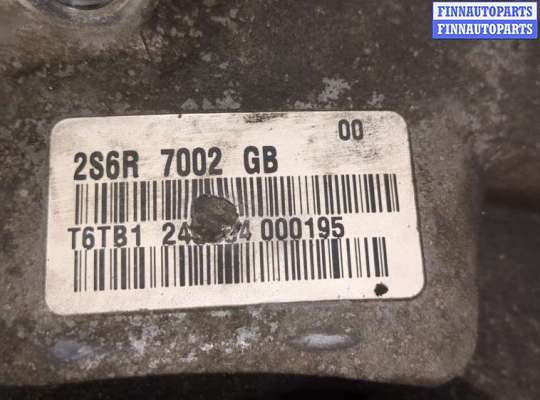 FINNAUTOPARTS
FINNAUTOPARTS
00
2S6R 7002 GB
T6TB1 000195